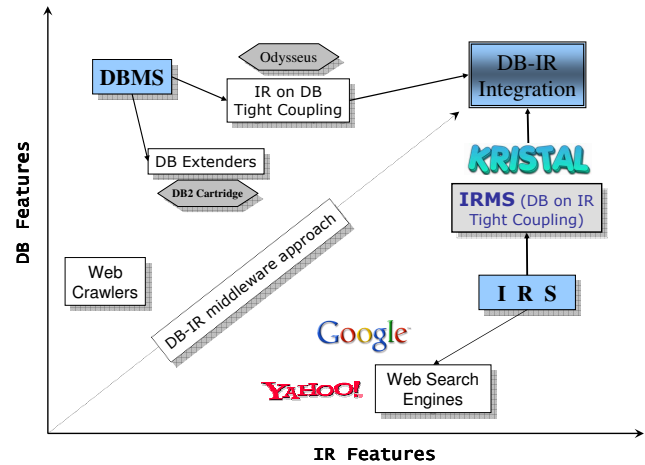 Odysseus
DBMS
IR on DB
Tight Coupling
DB-IR
Integration
DB Extenders
DB2 Cartridge
KRISTAL
IRMS (DB on IR
Tight Coupling)
DB Features
DB-IR middleware approach
Web
Crawlers
I R S
Google™
YAHOO!
Web Search
Engines
IR Features